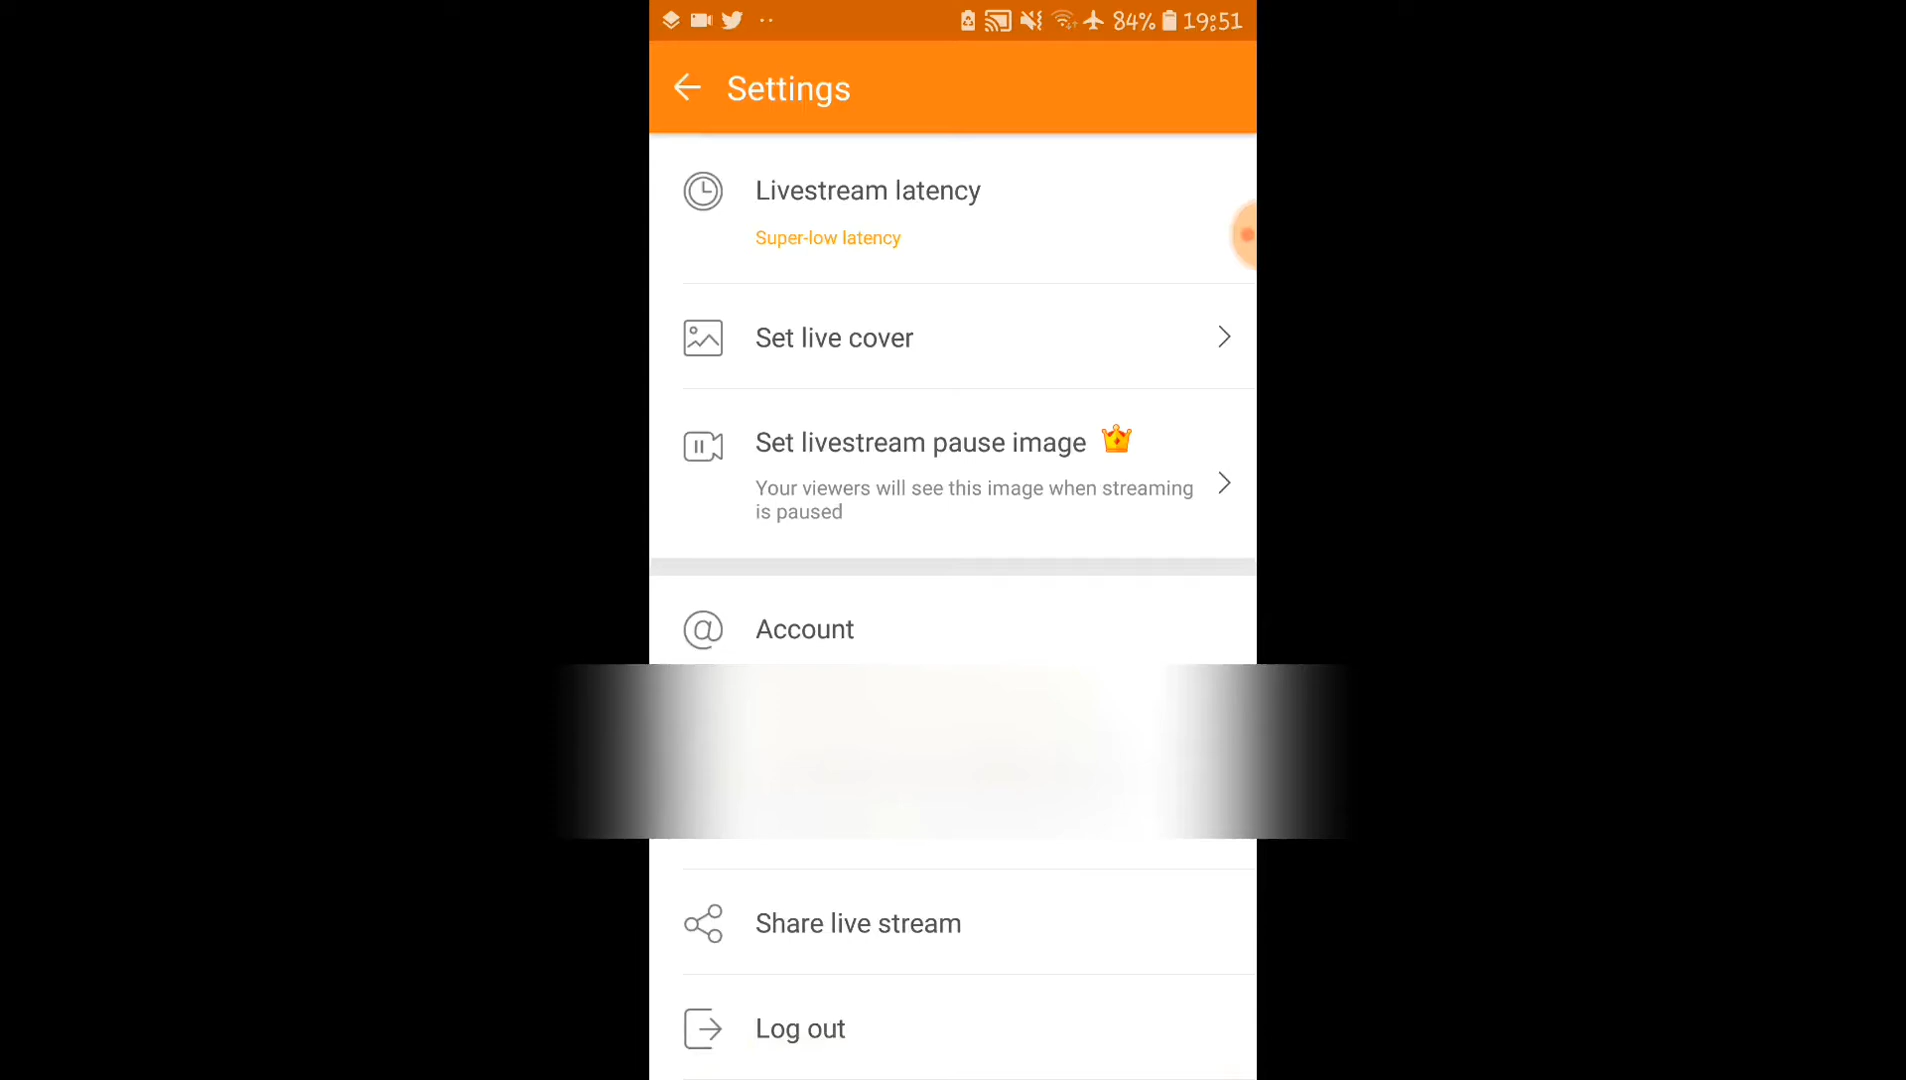 84% 19:51
Settings
Livestream latency
Super-low latency
Set live cover
Set livestream pause image
Your viewers will see this image when streaming
is paused
Account
Share live stream
Log out